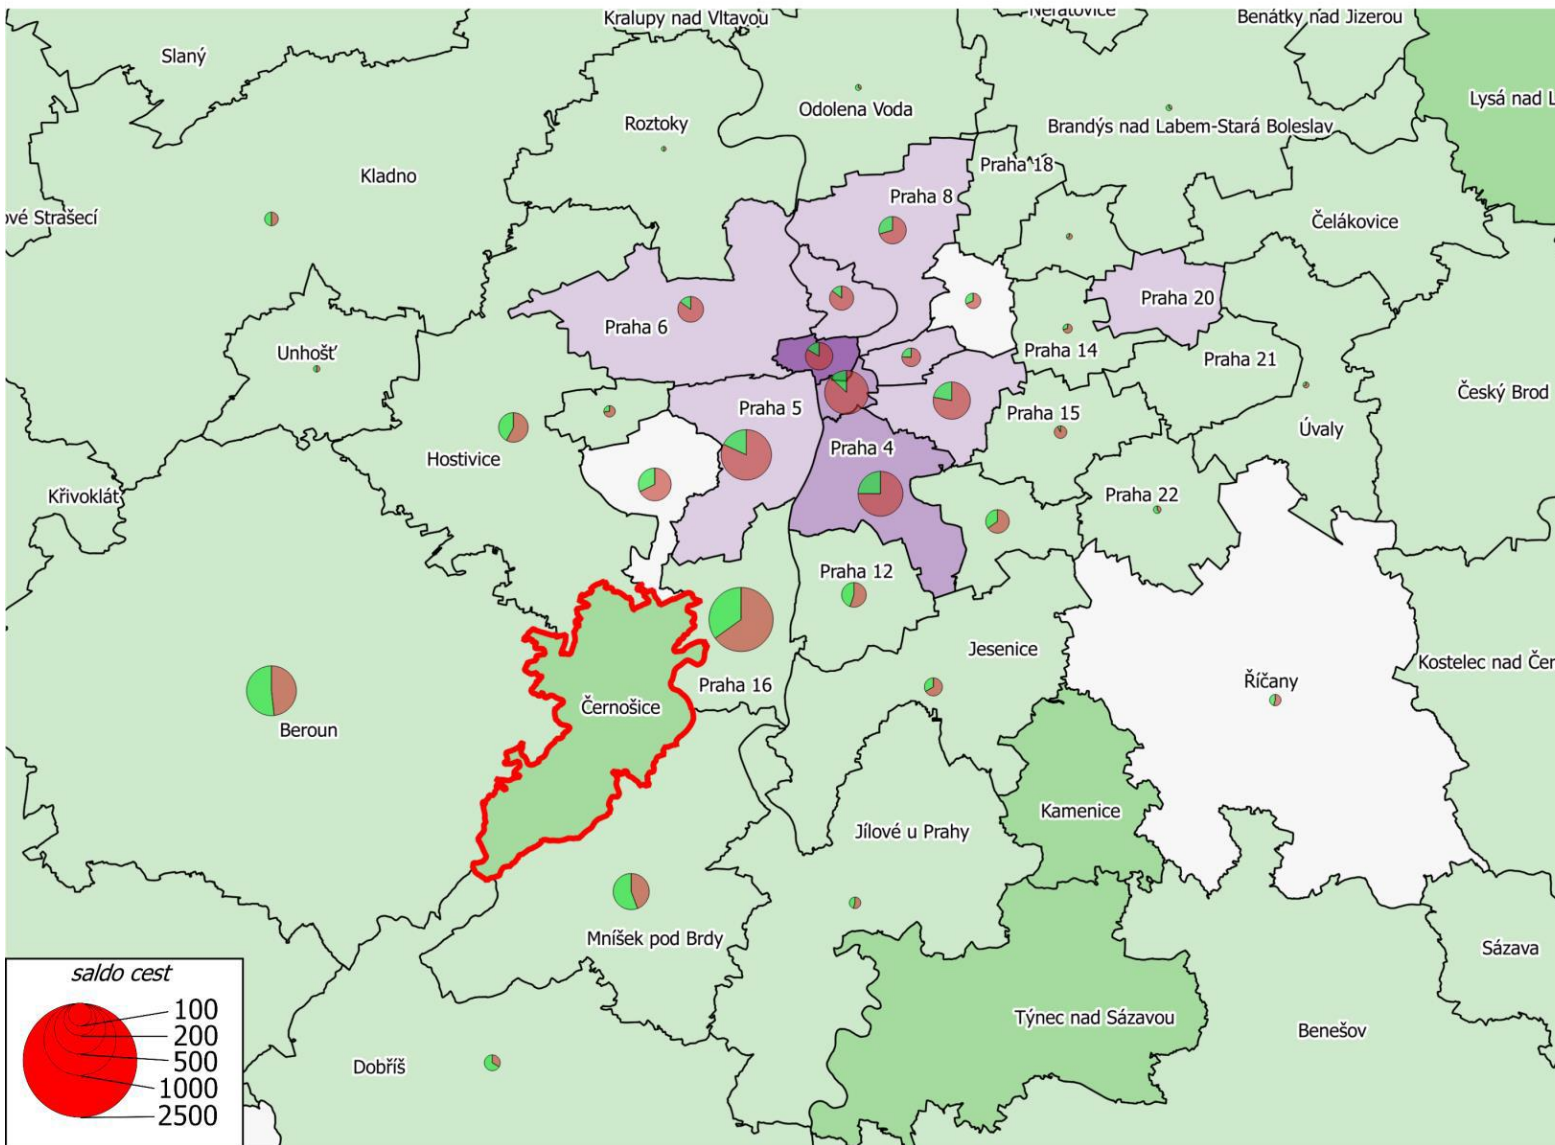 Kralupy nad Vltavou
Neratovice
Benátky nad Jizerou
Slaný
Lysá nad L
Odolena Voda
Roztoky
Brandýs nad Labem-Stará Boleslav
Praha 18
Kladno
Praha 8
ové Strašecí
Čelákovice
Praha 20
Praha 6
Unhošť
Praha 14
Praha 21
Český Brod
Praha 5
Praha 15
Úvaly
Praha 4
Hostivice
Křivoklát
Praha 22
Praha 12
Jesenice
Kostelec nad Čer
Praha 16
Říčany
Černošice
Beroun
Kamenice
Jílové u Prahy
Mníšek pod Brdy
Sázava
Týnec nad Sázavou
Benešov
Dobříš
saldo cest
100
200
500
1000
2500